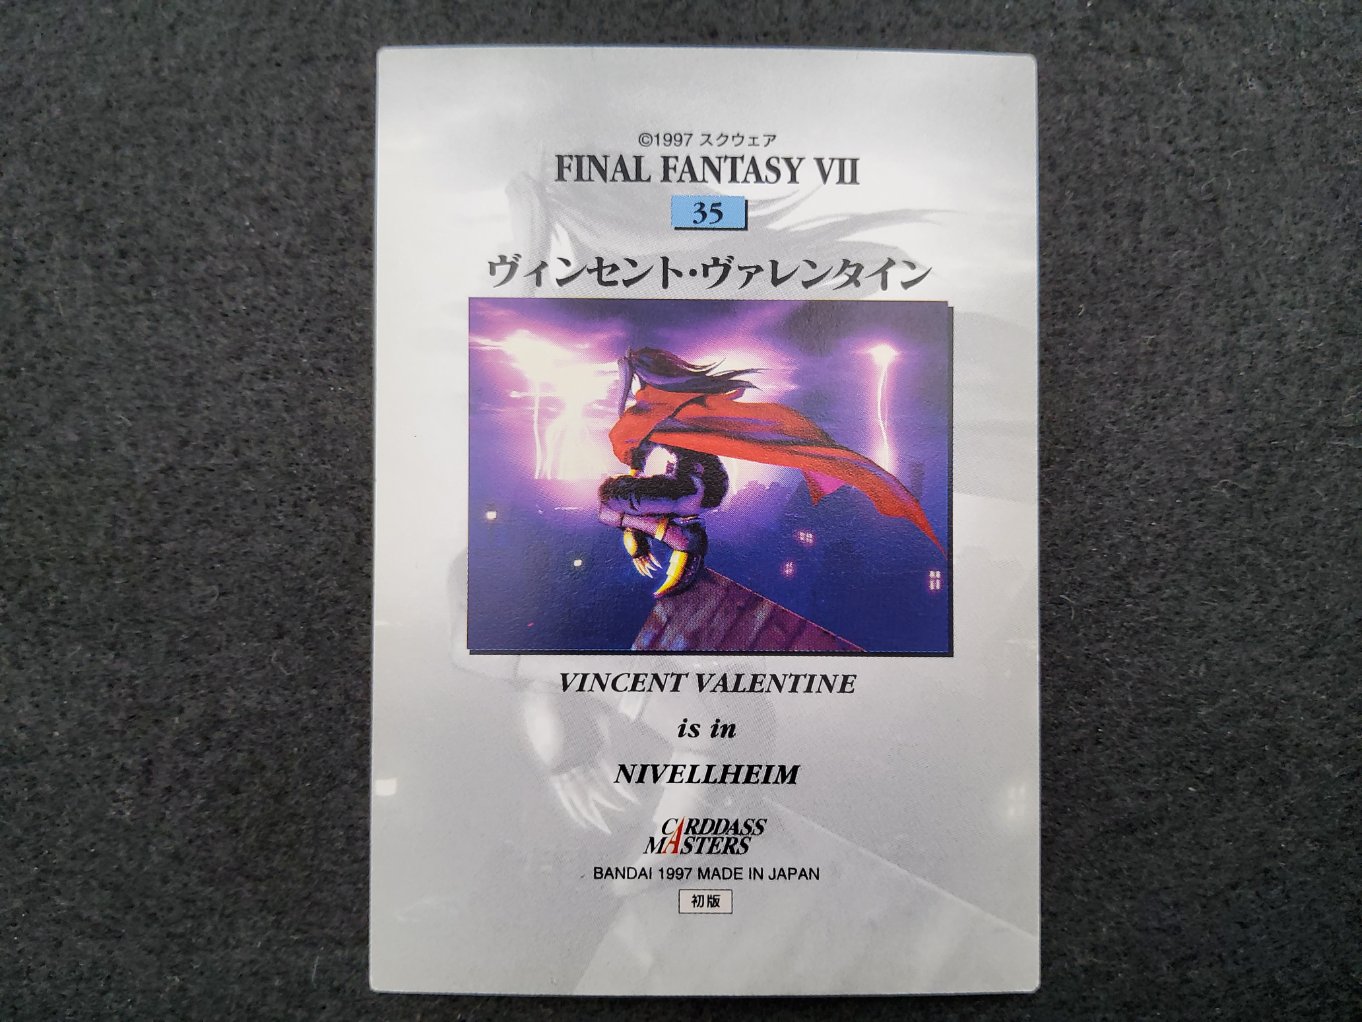 ©1997 スクウェア
FINAL FANTASY VII
35
ヴィンセント・ヴァレンタイン
VINCENT VALENTINE
is in
NIVELLHEIM
CARDDASS
MASTERS
BANDAI 1997 MADE IN JAPAN
初版